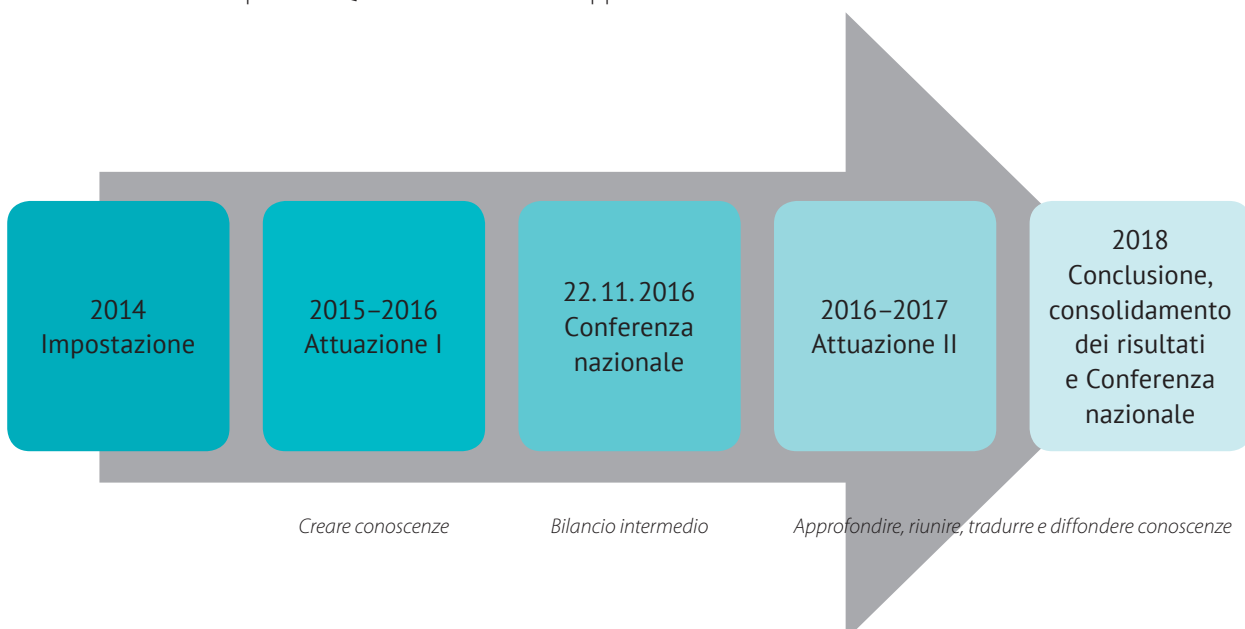 2014
Impostazione
2015–2016
Attuazione I
22.11.2016
Conferenza
nazionale
2016–2017
Attuazione II
2018
Conclusione,
consolidamento
dei risultati
e Conferenza
nazionale
Creare conoscenze
Bilancio intermedio
Approfondire, riunire, tradurre e diffondere conoscenze